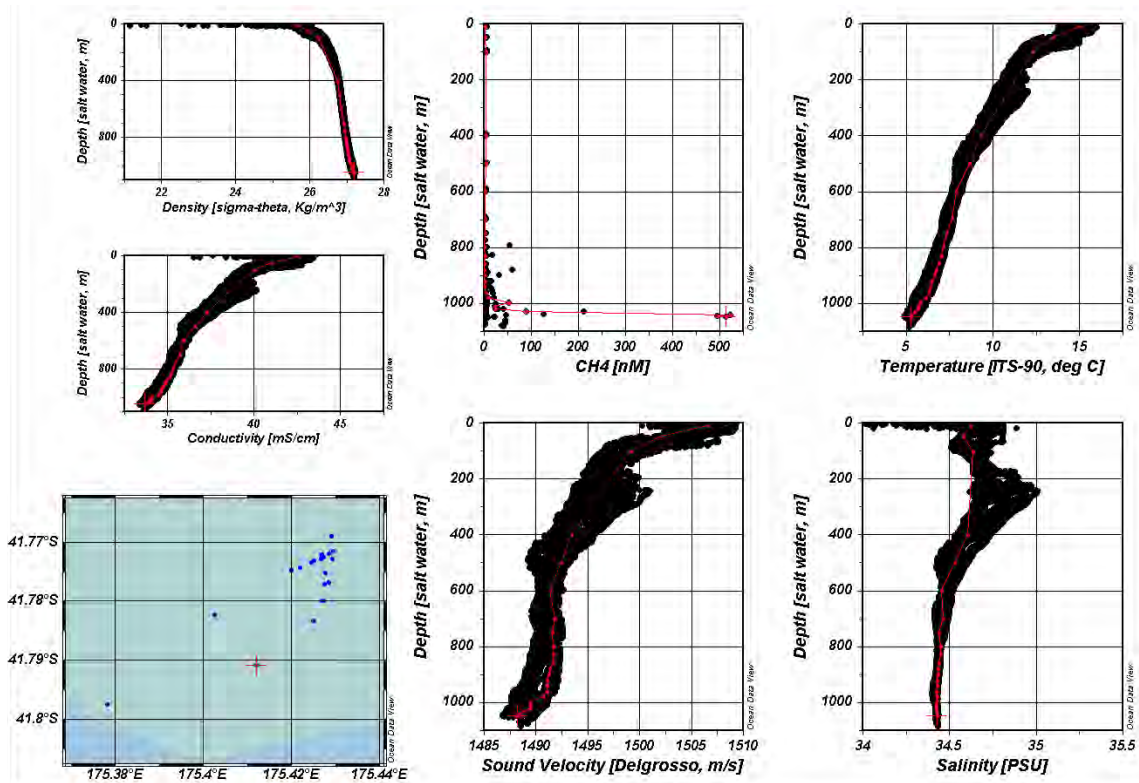 0
400
800
Depth [salt water, m]
22
24
26
28
Density [sigma-theta, Kg/m^3]
Ocean Data View
0
200
400
600
800
1000
Depth [salt water, m]
0
100
200
300
400
500
CH4 [nM]
Ocean Data View
0
200
400
600
800
1000
Depth [salt water, m]
5
10
15
Temperature [ITS-90, deg C]
Ocean Data View
0
400
800
Depth [salt water, m]
35
40
45
Conductivity [mS/cm]
Ocean Data View
41.77°S
41.78°S
41.79°S
41.8°S
175.38°E
175.4°E
175.42°E
175.44°E
Ocean Data View
0
200
400
600
800
1000
Depth [salt water, m]
1485
1490
1495
1500
1505
1510
Sound Velocity [Delgrosso, m/s]
Ocean Data View
0
200
400
600
800
1000
Depth [salt water, m]
34
34.5
35
35.5
Salinity [PSU]
Ocean Data View